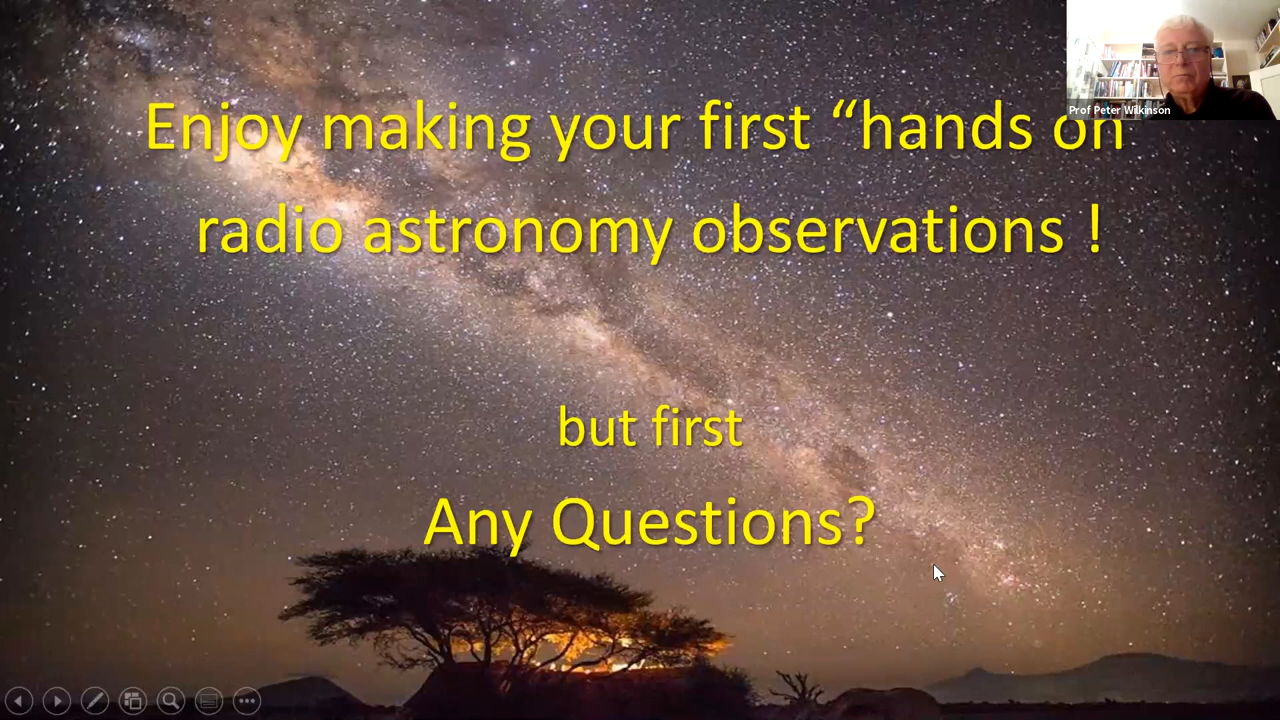 Prof Peter Wilkinson
Enjoy making your first “hands on
radio astronomy observations !
but first
Any Questions?